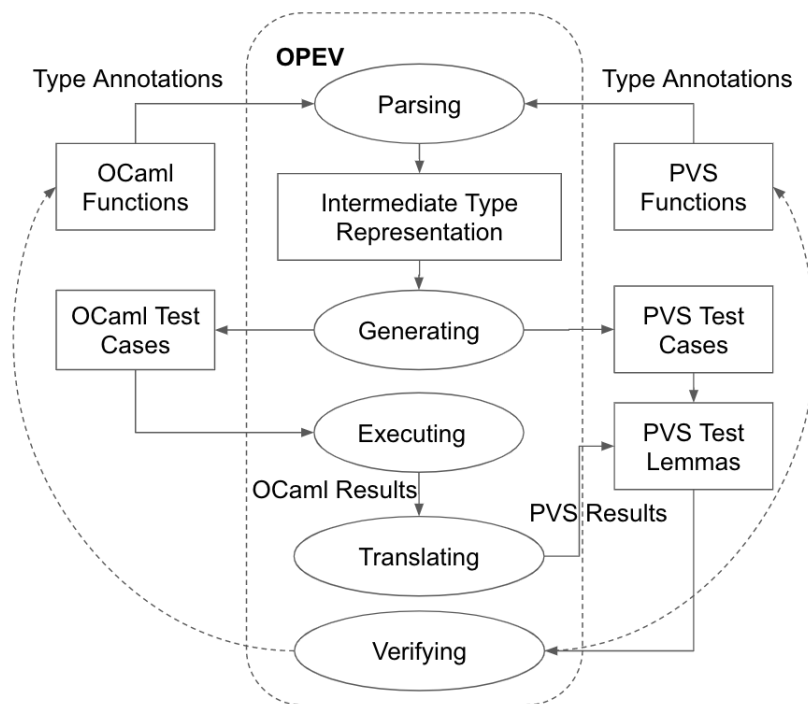 OPEV
Type Annotations
Type Annotations
Parsing
OCaml
Functions
PVS
Functions
Intermediate Type
Representation
OCaml Test
Cases
Generating
PVS Test
Cases
Executing
PVS Test
Lemmas
OCaml Results
PVS Results
Translating
Verifying